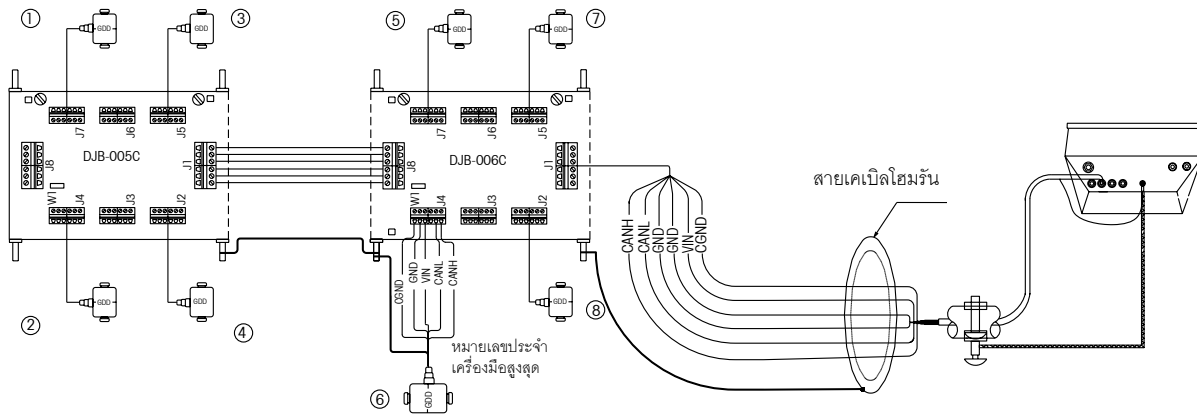 ① ③ ⑤ ⑦
GDD GDD GDD GDD
J7 J6 J5 J7 J6 J5
J8 DJB-005C J1 J8 DJB-006C J1
W1 J4 J3 J2 W1 J4 J3 J2
สายเคเบิลโฮมรัน
CANH CANL GND GND VIN CGND
CGND GND VIN CANL CANH
GDD GDD GDD
② ④ ⑧
หมายเลขประจำ
เครื่องมือสูงสุด
⑥ GDD